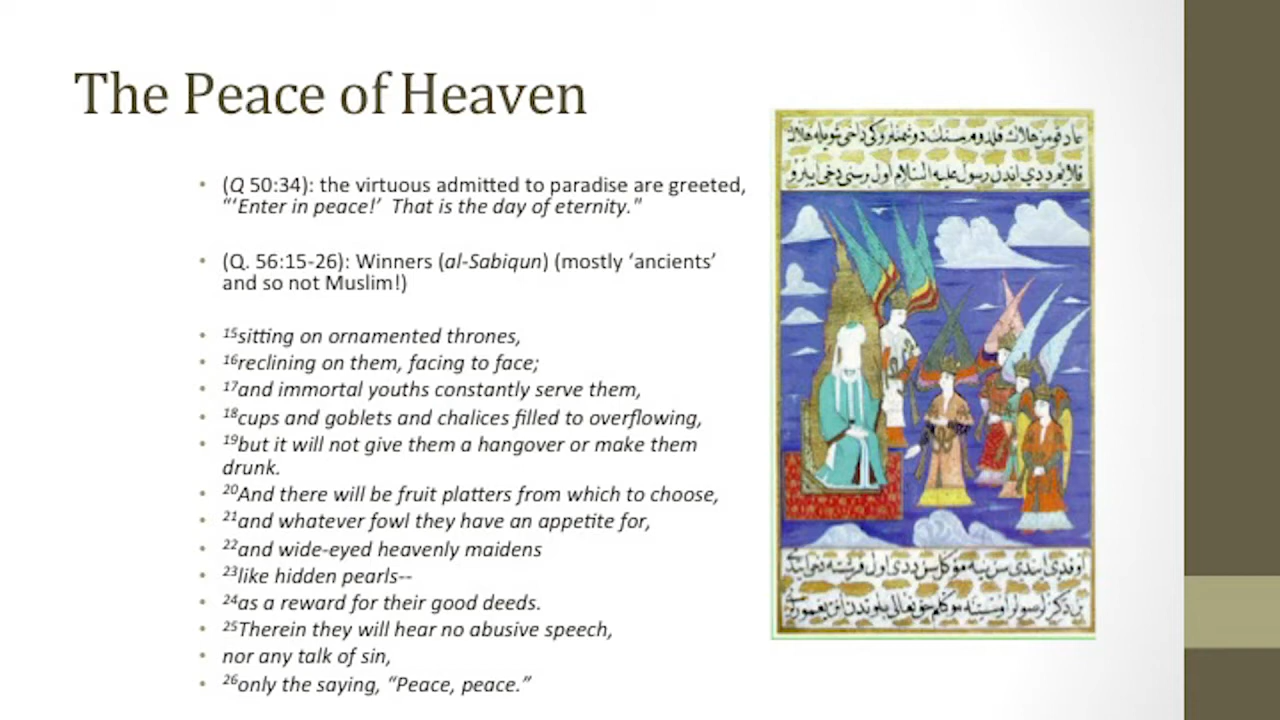 The Peace of Heaven
• (Q 50:34): the virtuous admitted to paradise are greeted,
"‘Enter in peace!’ That is the day of eternity."
• (Q. 56:15-26): Winners (al-Sabiqun) (mostly ‘ancients’
and so not Muslim!)
• 15sitting on ornamented thrones,
• 16reclining on them, facing to face;
• 17and immortal youths constantly serve them,
• 18cups and goblets and chalices filled to overflowing,
• 19but it will not give them a hangover or make them
drunk.
• 20And there will be fruit platters from which to choose,
• 21and whatever fowl they have an appetite for,
• 22and wide-eyed heavenly maidens
• 23like hidden pearls--
• 24as a reward for their good deeds.
• 25Therein they will hear no abusive speech,
• nor any talk of sin,
• 26only the saying, “Peace, peace.”
رسول عليه السلام اول